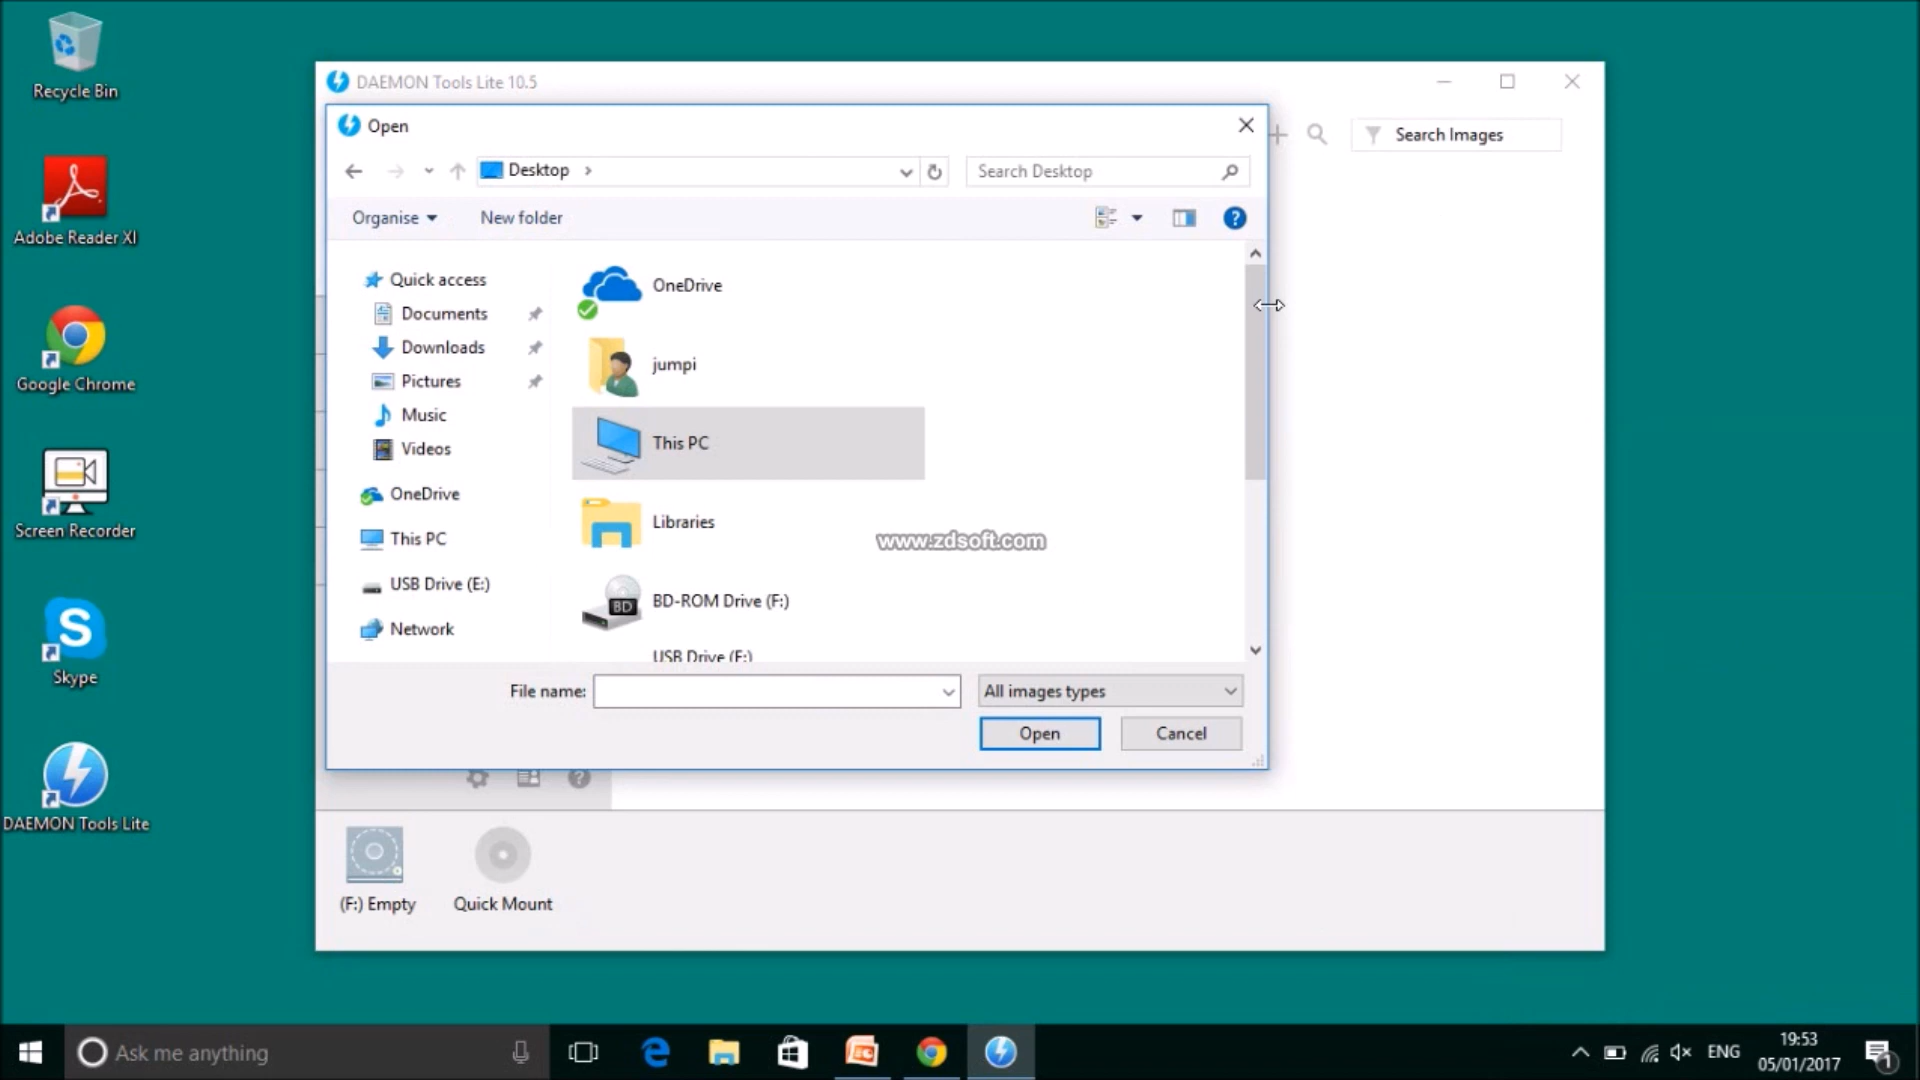 Recycle Bin
Adobe Reader XI
Google Chrome
Screen Recorder
Skype
DAEMON Tools Lite
DAEMON Tools Lite 10.5
Search Images
Open
Desktop
Search Desktop
Organise
New folder
Quick access
Documents
Downloads
Pictures
Music
Videos
OneDrive
This PC
USB Drive (E:)
Network
OneDrive
jumpi
This PC
Libraries
BD-ROM Drive (F:)
BD
USB Drive (E:)
www.zdsoft.com
File name:
All images types
Open
Cancel
(F:) Empty
Quick Mount
Ask me anything
ENG
19:53
05/01/2017
1